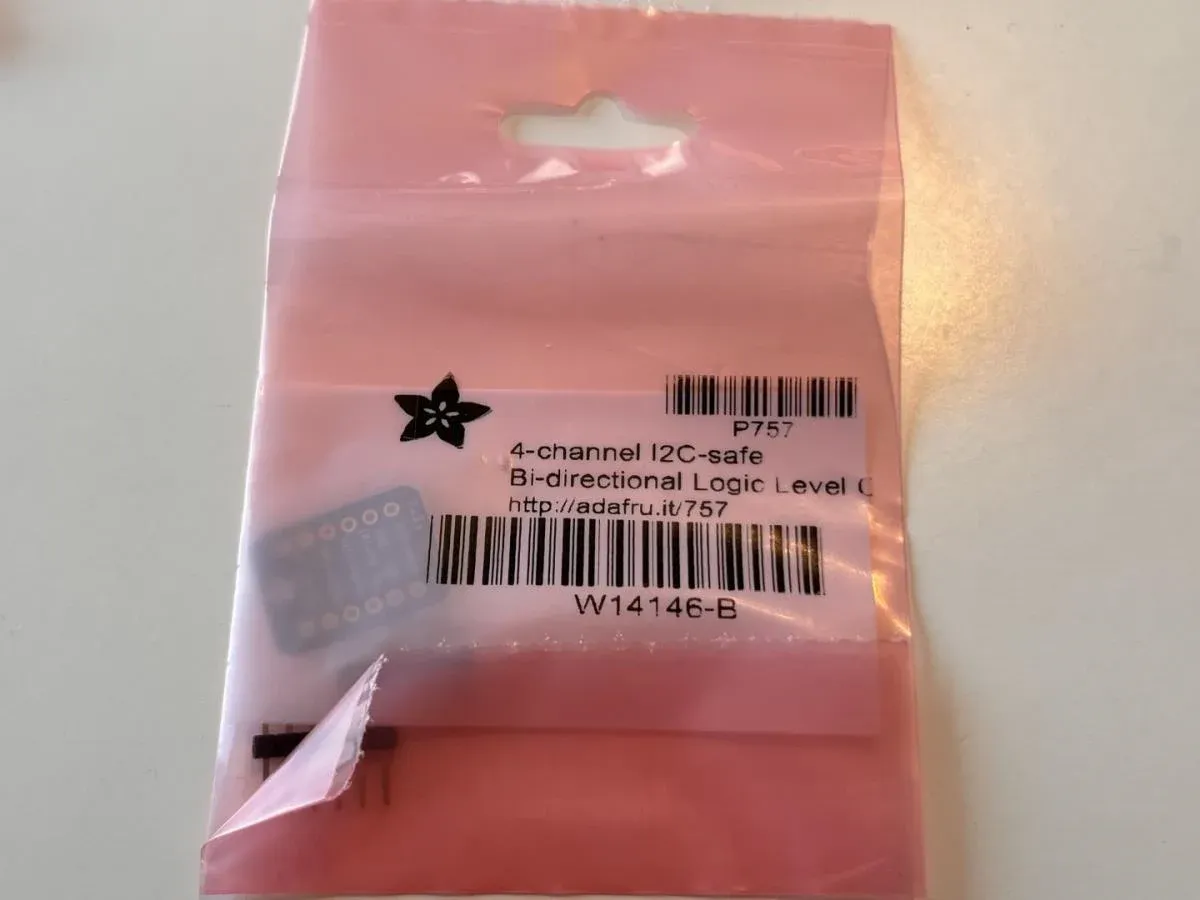 P757
4-channel I2C-safe
Bi-directional Logic Level C
http://adafru.it/757
W14146-B